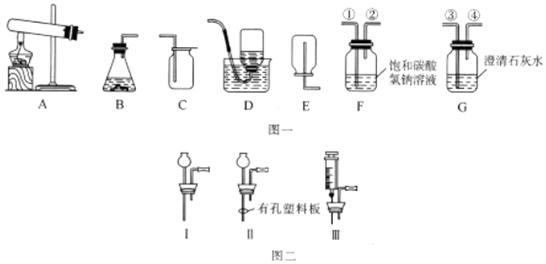 ① ② ③ ④
饱和碳酸
氢钠溶液
澄清石灰水
A B C D E F G
图一
有孔塑料板
Ⅰ Ⅱ Ⅲ
图二